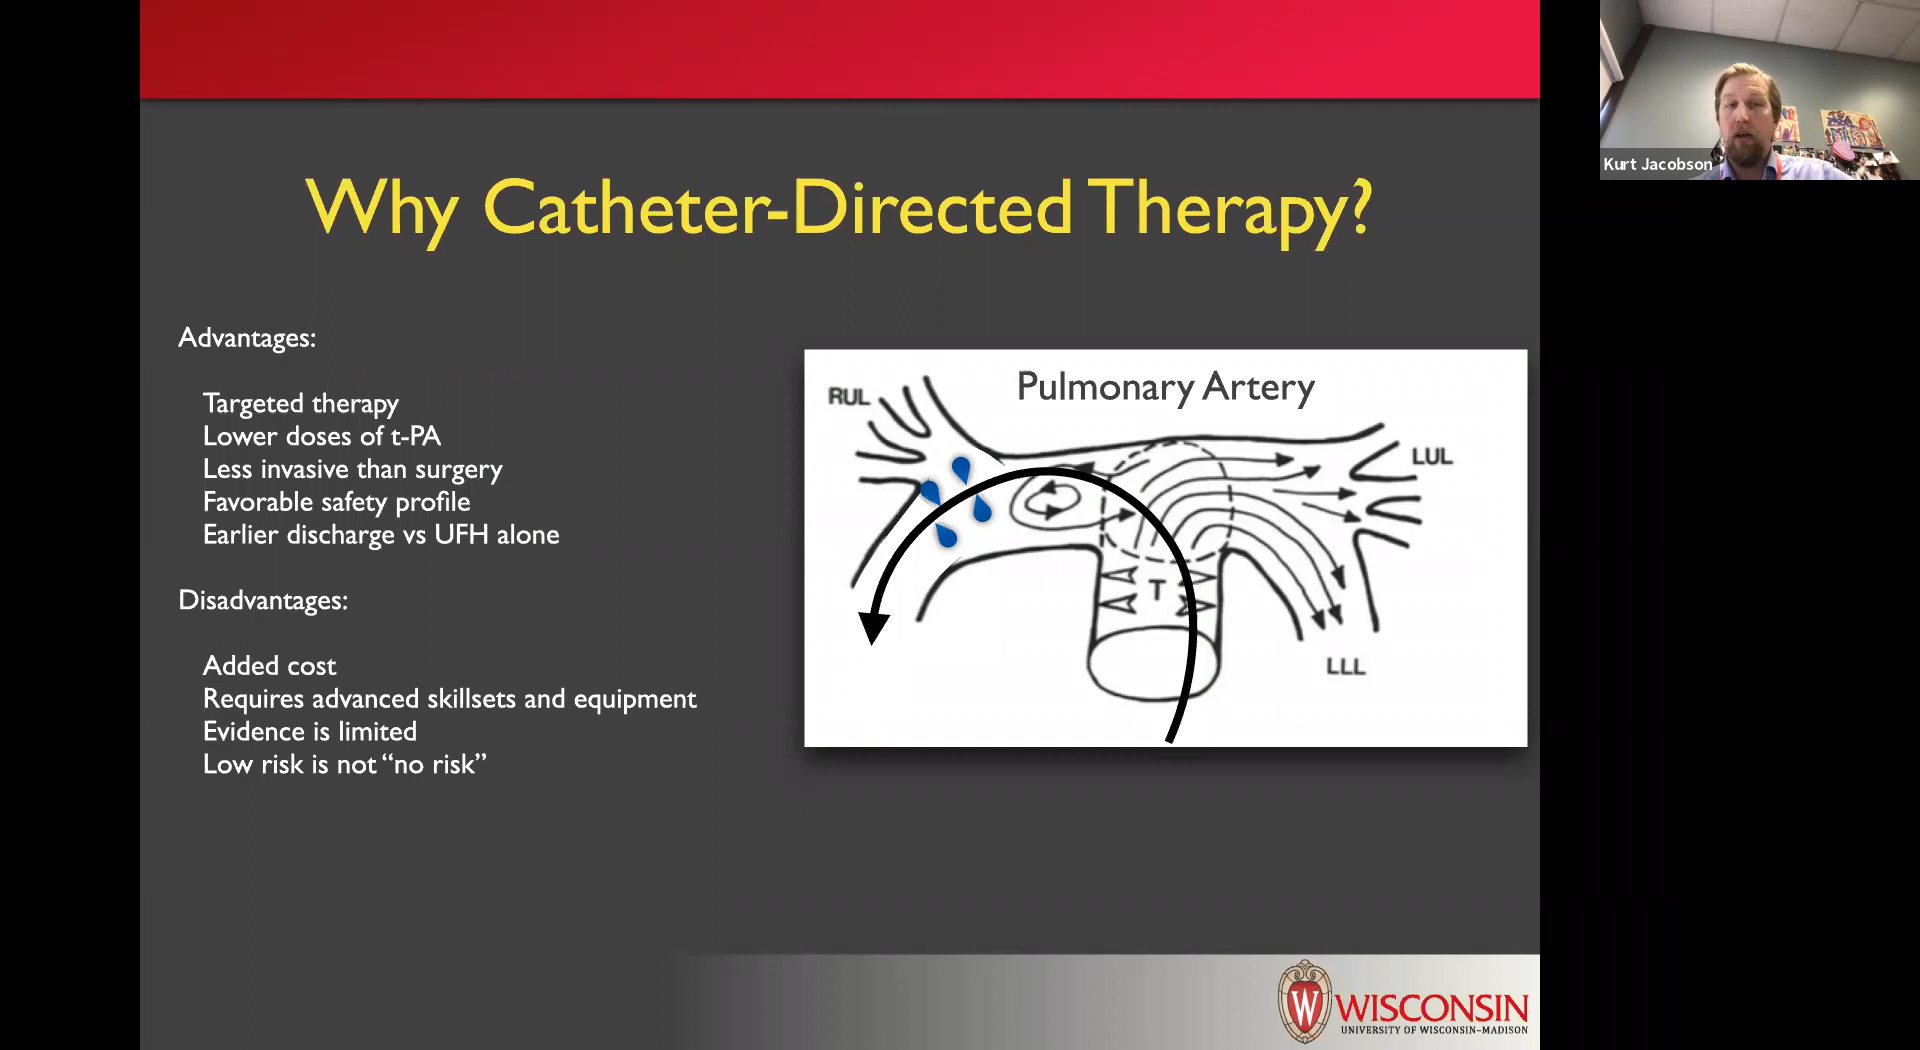 Why Catheter-Directed Therapy?
Advantages:
Targeted therapy
Lower doses of t-PA
Less invasive than surgery
Favorable safety profile
Earlier discharge vs UFH alone
Disadvantages:
Added cost
Requires advanced skillsets and equipment
Evidence is limited
Low risk is not “no risk”
Pulmonary Artery
RUL
LUL
T
LLL
W
WISCONSIN
UNIVERSITY OF WISCONSIN–MADISON
Kurt Jacobson